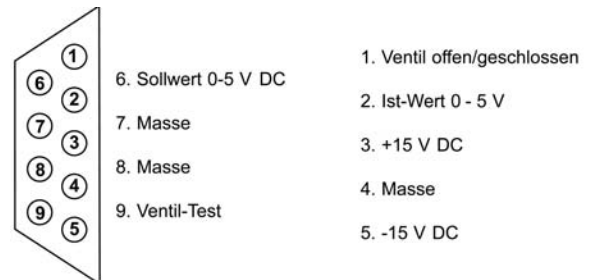 1
6
2
7
3
8
4
9
5
6. Sollwert 0-5 V DC
7. Masse
8. Masse
9. Ventil-Test
1. Ventil offen/geschlossen
2. Ist-Wert 0 - 5 V
3. +15 V DC
4. Masse
5. -15 V DC